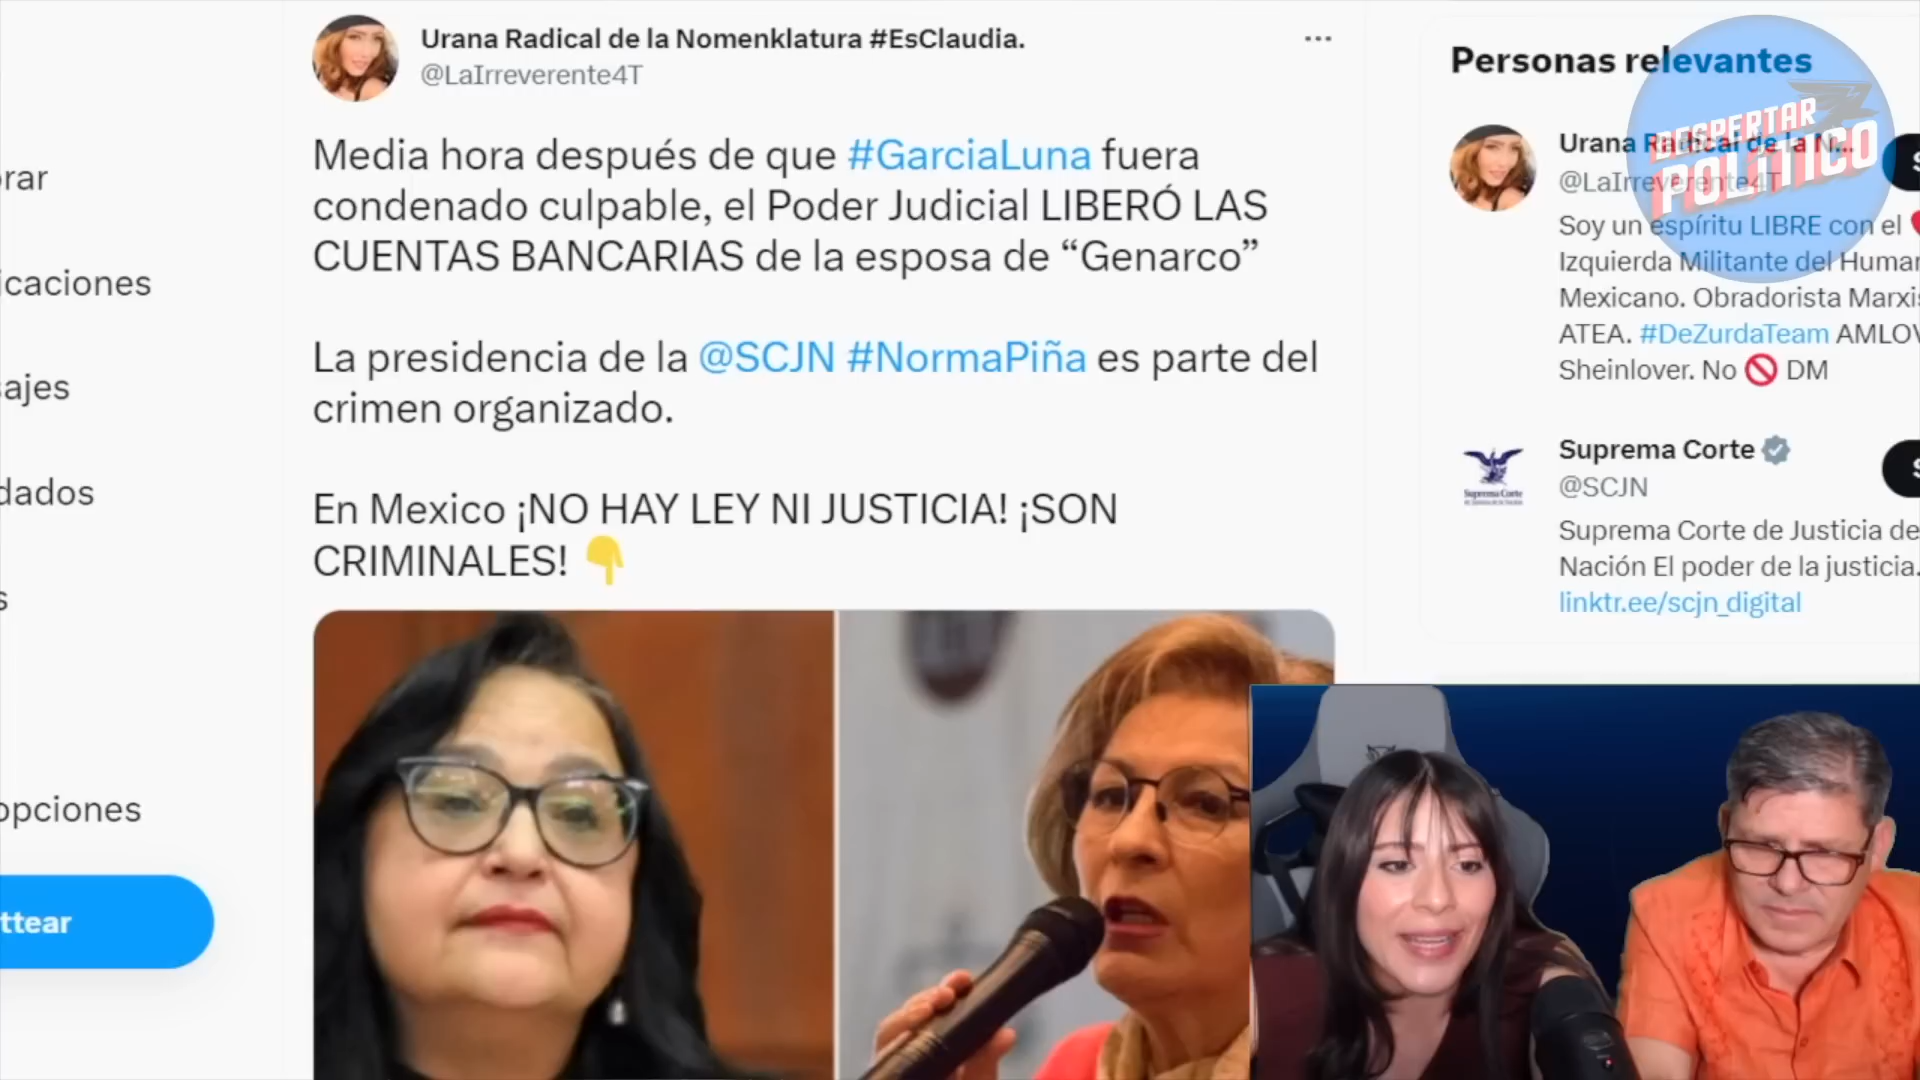 Urana Radical de la Nomenklatura #EsClaudia.
@LaIrreverente4T
Media hora después de que #GarciaLuna fuera
condenado culpable, el Poder Judicial LIBERÓ LAS
CUENTAS BANCARIAS de la esposa de “Genarco”
La presidencia de la @SCJN #NormaPiña es parte del
crimen organizado.
En Mexico ¡NO HAY LEY NI JUSTICIA! ¡SON
CRIMINALES! 👇
rar
icaciones
ajes
dados
s
opciones
ttear
Personas relevantes
DESPERTAR
POLÍTICO
Urana Radical de la N...
@LaIrreverente4T
Soy un espíritu LIBRE con el
Izquierda Militante del Human
Mexicano. Obradorista Marxis
ATEA. #DeZurdaTeam AMLOV
Sheinlover. No 🚫 DM
Suprema Corte
@SCJN
Suprema Corte de Justicia de
Nación El poder de la justicia.
linktr.ee/scjn_digital
Suprema Corte